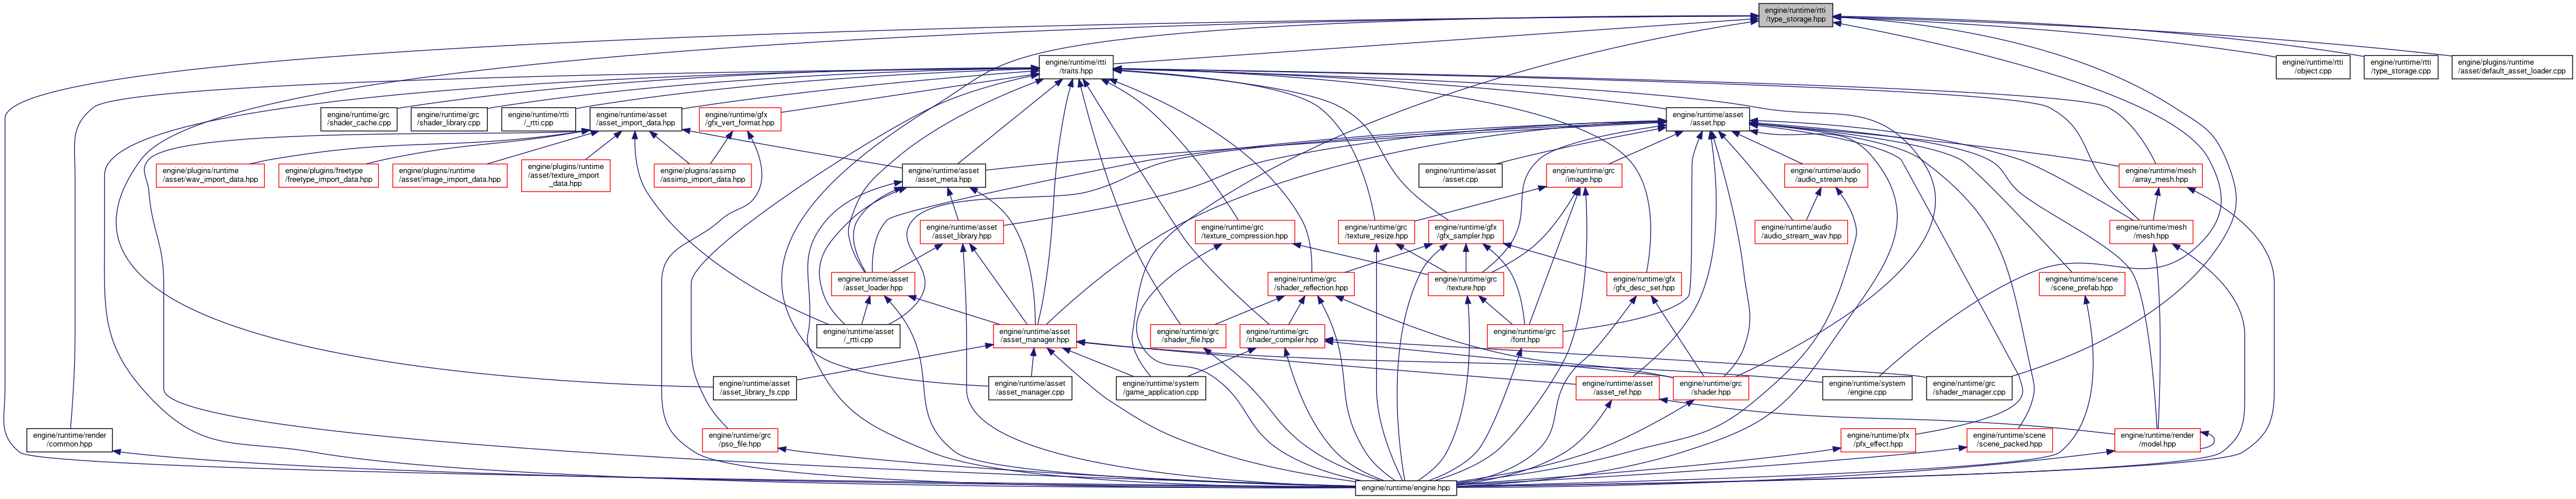 engine/runtime/rtti
/type_storage.hpp
engine/runtime/rtti
/traits.hpp
engine/runtime/rtti
/object.cpp
engine/runtime/rtti
/type_storage.cpp
engine/plugins/runtime
/asset/default_asset_loader.cpp
engine/runtime/grc
/shader_cache.cpp
engine/runtime/grc
/shader_library.cpp
engine/runtime/rtti
/_rtti.cpp
engine/runtime/asset
/asset_import_data.hpp
engine/runtime/gfx
/gfx_vert_format.hpp
engine/runtime/asset
/asset.hpp
engine/plugins/runtime
/asset/wav_import_data.hpp
engine/plugins/freetype
/freetype_import_data.hpp
engine/plugins/runtime
/asset/image_import_data.hpp
engine/plugins/runtime
/asset/texture_import
_data.hpp
engine/plugins/assimp
/assimp_import_data.hpp
engine/runtime/asset
/asset_meta.hpp
engine/runtime/asset
/asset.cpp
engine/runtime/grc
/image.hpp
engine/runtime/audio
/audio_stream.hpp
engine/runtime/mesh
/array_mesh.hpp
engine/runtime/asset
/asset_library.hpp
engine/runtime/grc
/texture_compression.hpp
engine/runtime/grc
/texture_resize.hpp
engine/runtime/gfx
/gfx_sampler.hpp
engine/runtime/audio
/audio_stream_wav.hpp
engine/runtime/mesh
/mesh.hpp
engine/runtime/asset
/asset_loader.hpp
engine/runtime/grc
/shader_reflection.hpp
engine/runtime/grc
/texture.hpp
engine/runtime/gfx
/gfx_desc_set.hpp
engine/runtime/scene
/scene_prefab.hpp
engine/runtime/asset
/_rtti.cpp
engine/runtime/asset
/asset_manager.hpp
engine/runtime/grc
/shader_file.hpp
engine/runtime/grc
/shader_compiler.hpp
engine/runtime/grc
/font.hpp
engine/runtime/asset
/asset_library_fs.cpp
engine/runtime/asset
/asset_manager.cpp
engine/runtime/system
/game_application.cpp
engine/runtime/asset
/asset_ref.hpp
engine/runtime/grc
/shader.hpp
engine/runtime/system
/engine.cpp
engine/runtime/grc
/shader_manager.cpp
engine/runtime/render
/common.hpp
engine/runtime/grc
/pso_file.hpp
engine/runtime/pfx
/pfx_effect.hpp
engine/runtime/scene
/scene_packed.hpp
engine/runtime/render
/model.hpp
engine/runtime/engine.hpp